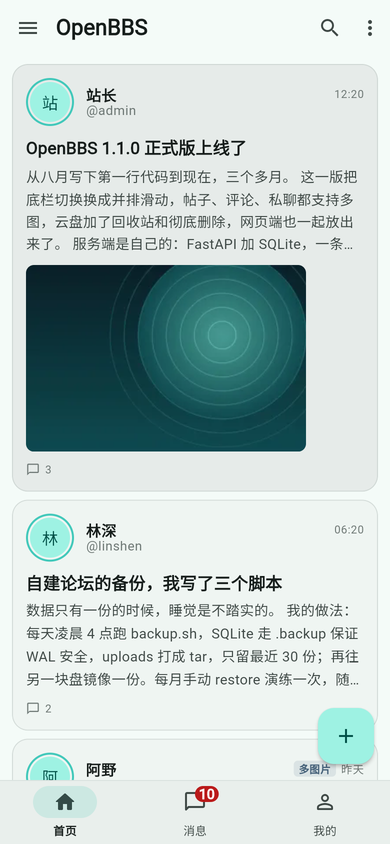 OpenBBS
站
站长
12:20
@admin
OpenBBS 1.1.0 正式版上线了
从八月写下第一行代码到现在，三个多月。 这一版把
底栏切换换成并排滑动，帖子、评论、私聊都支持多
图，云盘加了回收站和彻底删除，网页端也一起放出
来了。 服务端是自己的：FastAPI 加 SQLite，一条…
3
林
林深
06:20
@linshen
自建论坛的备份，我写了三个脚本
数据只有一份的时候，睡觉是不踏实的。 我的做法：
每天凌晨 4 点跑 backup.sh，SQLite 走 .backup 保证
WAL 安全，uploads 打成 tar，只留最近 30 份；再往
另一块盘镜像一份。每月手动 restore 演练一次，随…
2
阿
阿野
多图片 昨天
10
首页
消息
我的